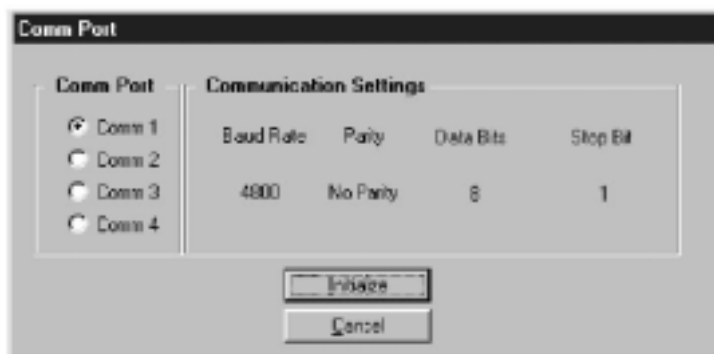 Comm Port
Comm Port
Comm 1
Comm 2
Comm 3
Comm 4
Communication Settings
Baud Rate Parity Data Bits Stop Bit
4800 No Parity 8 1
Initialize
Cancel